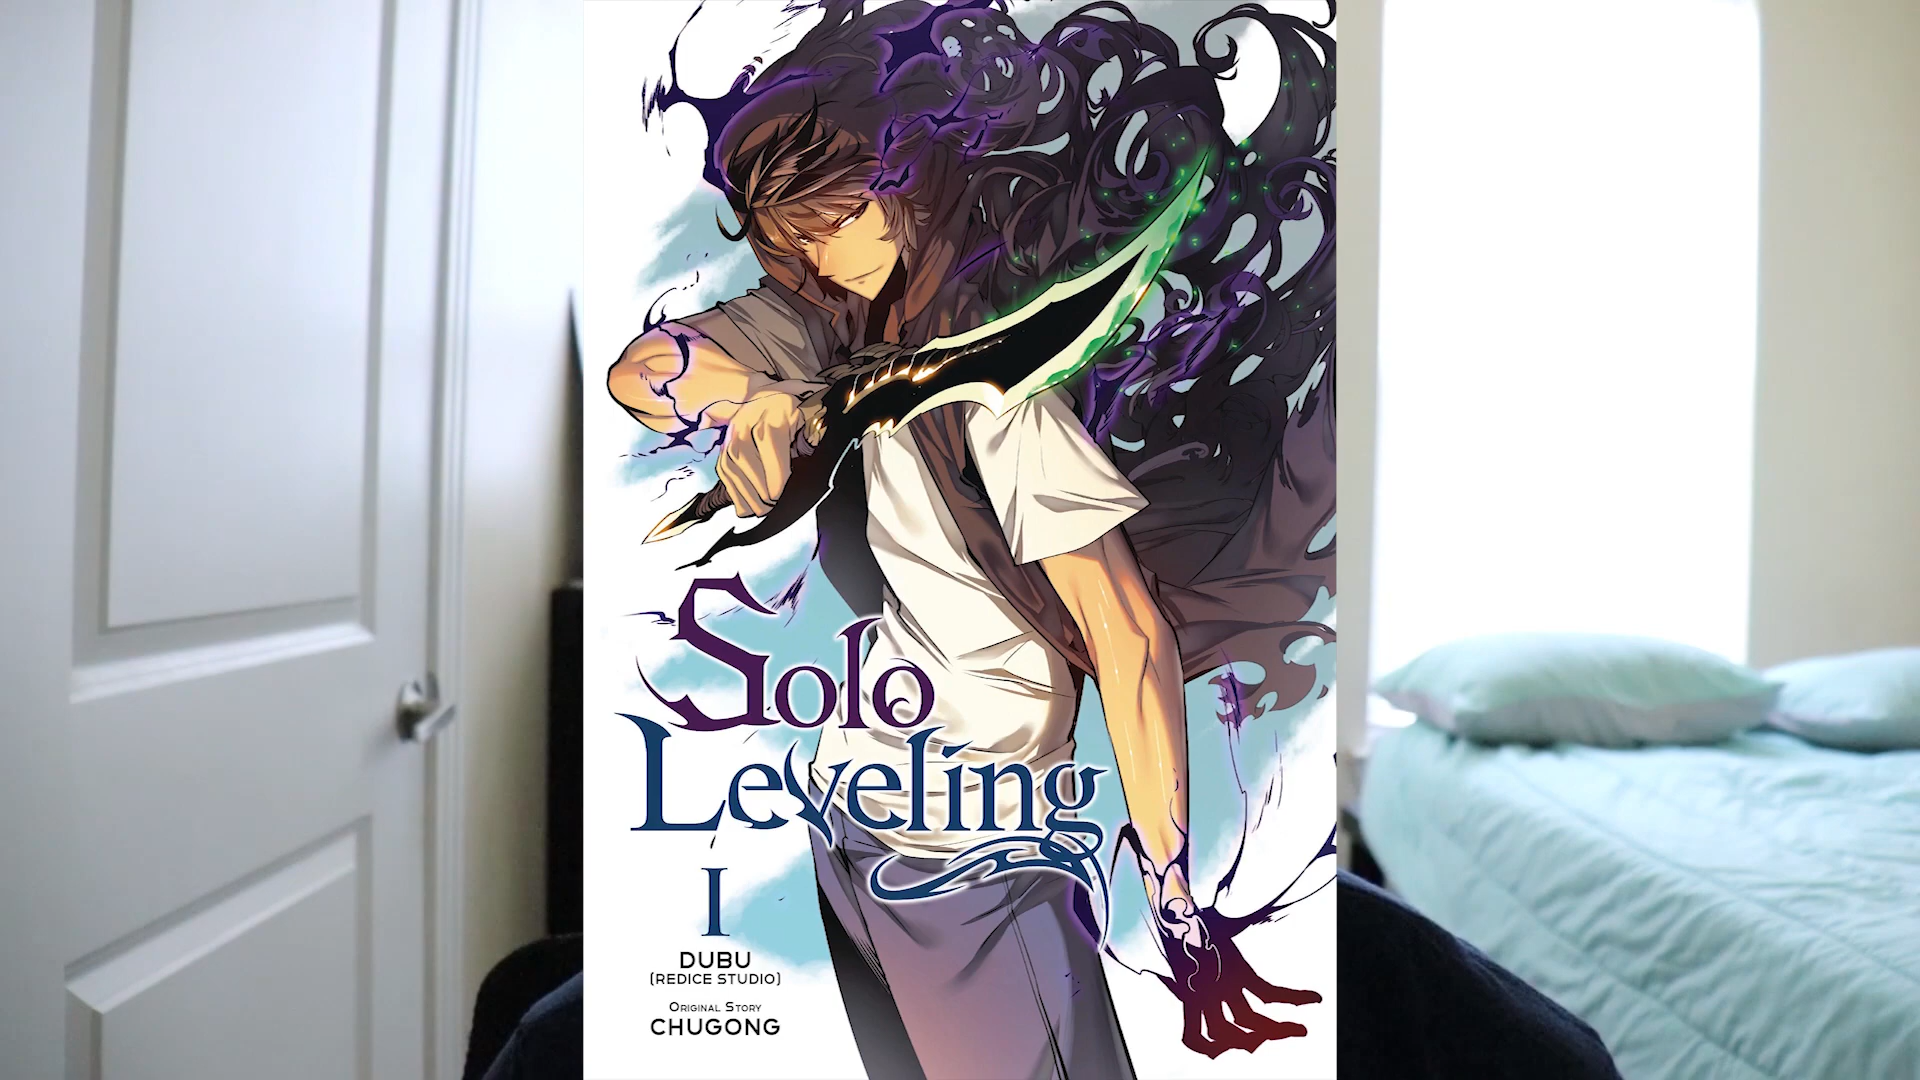 Solo
Leveling
I
DUBU
(REDICE STUDIO)
ORIGINAL STORY
CHUGONG